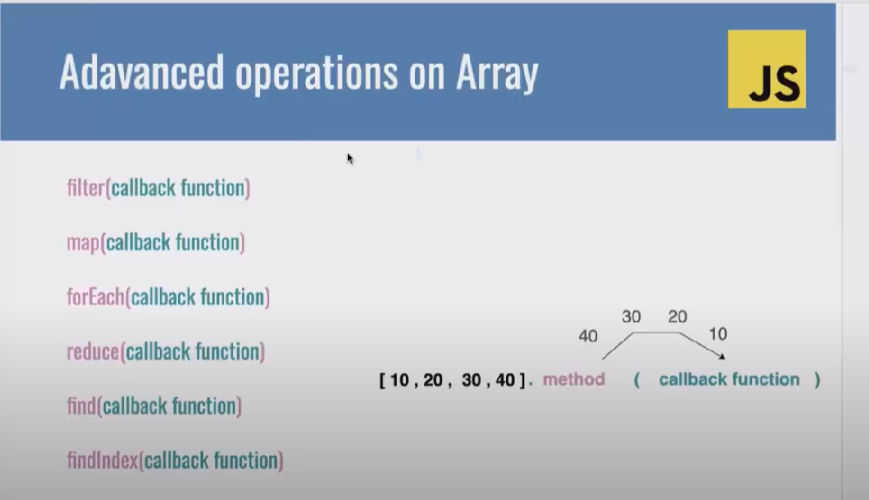 Adavanced operations on Array
JS
filter(callback function)
map(callback function)
forEach(callback function)
reduce(callback function)
find(callback function)
findIndex(callback function)
30 20
40 10
[ 10 , 20 , 30 , 40 ] . method ( callback function )